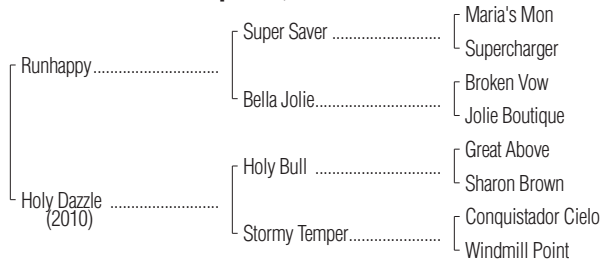 Maria's Mon
Super Saver ........................
Supercharger
Runhappy............................
Broken Vow
Bella Jolie............................
Jolie Boutique
Great Above
Holy Bull ............................
Sharon Brown
Holy Dazzle ........................
(2010)
Conquistador Cielo
Stormy Temper....................
Windmill Point